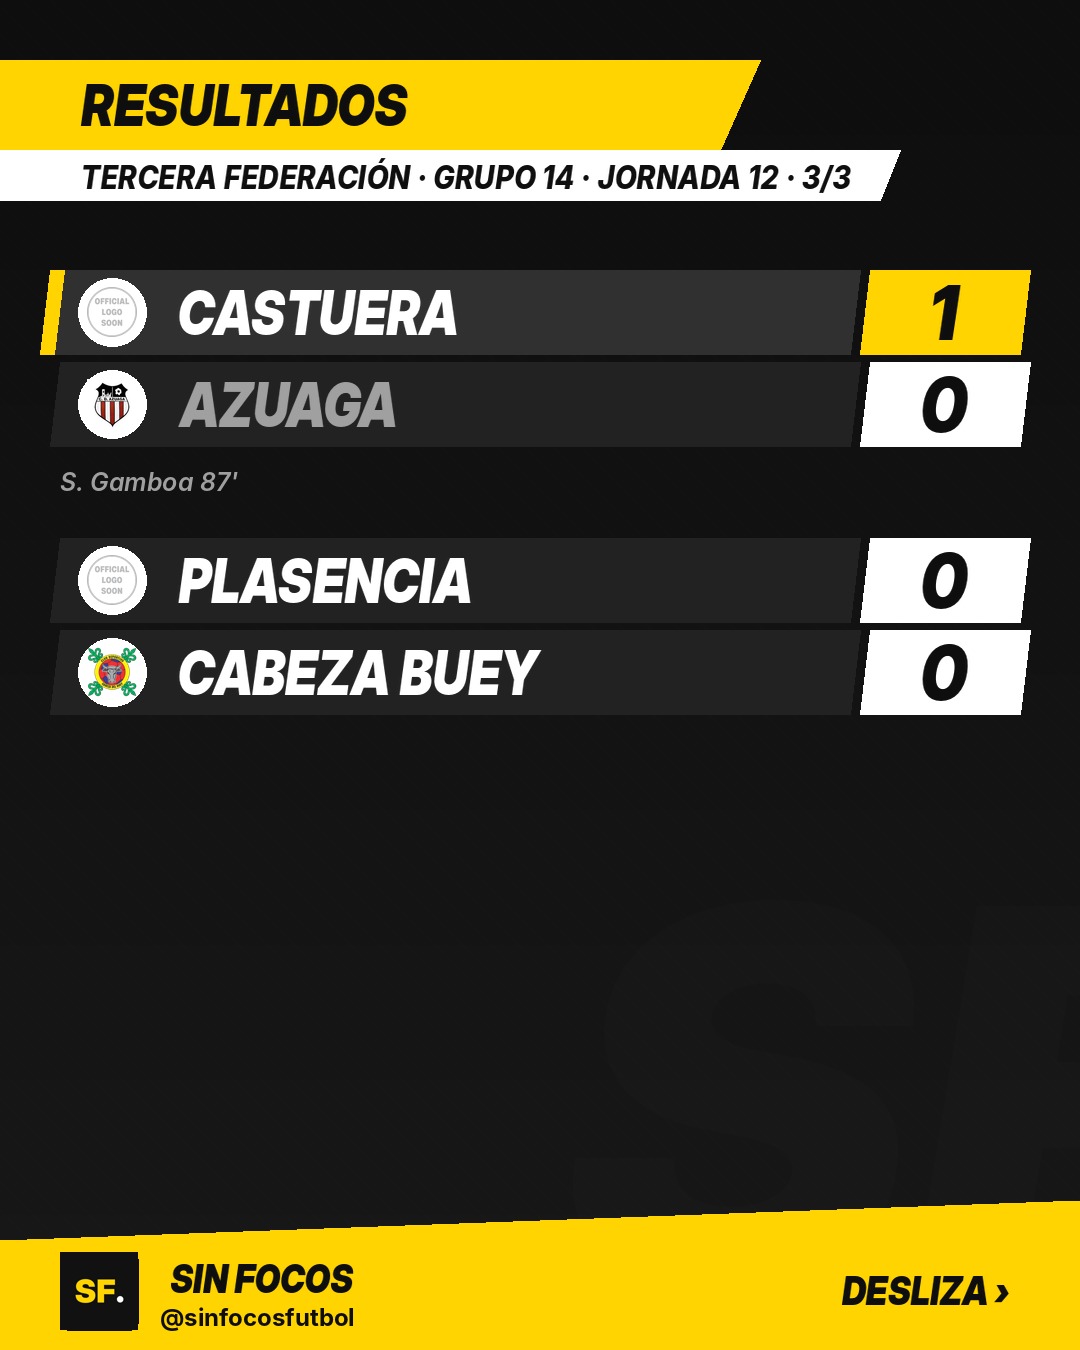 RESULTADOS
TERCERA FEDERACIÓN · GRUPO 14 · JORNADA 12 · 3/3
OFFICIAL
LOGO
SOON
CASTUERA
1
AZUAGA
0
S. Gamboa 87'
OFFICIAL
LOGO
SOON
PLASENCIA
0
CABEZA BUEY
0
SF
SF.
SIN FOCOS
@sinfocosfutbol
DESLIZA ›